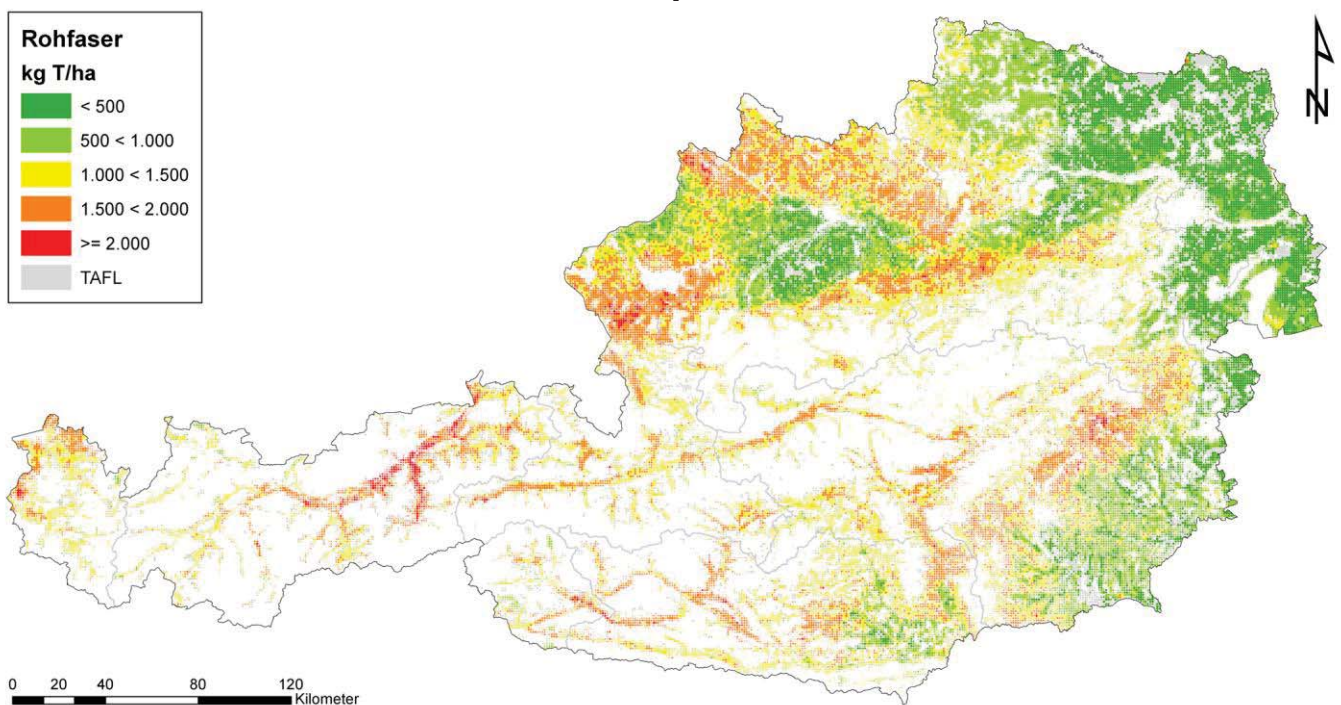 Rohfaser
kg T/ha
< 500
500 < 1.000
1.000 < 1.500
1.500 < 2.000
>= 2.000
TAFL
N
0 20 40 80 120
Kilometer